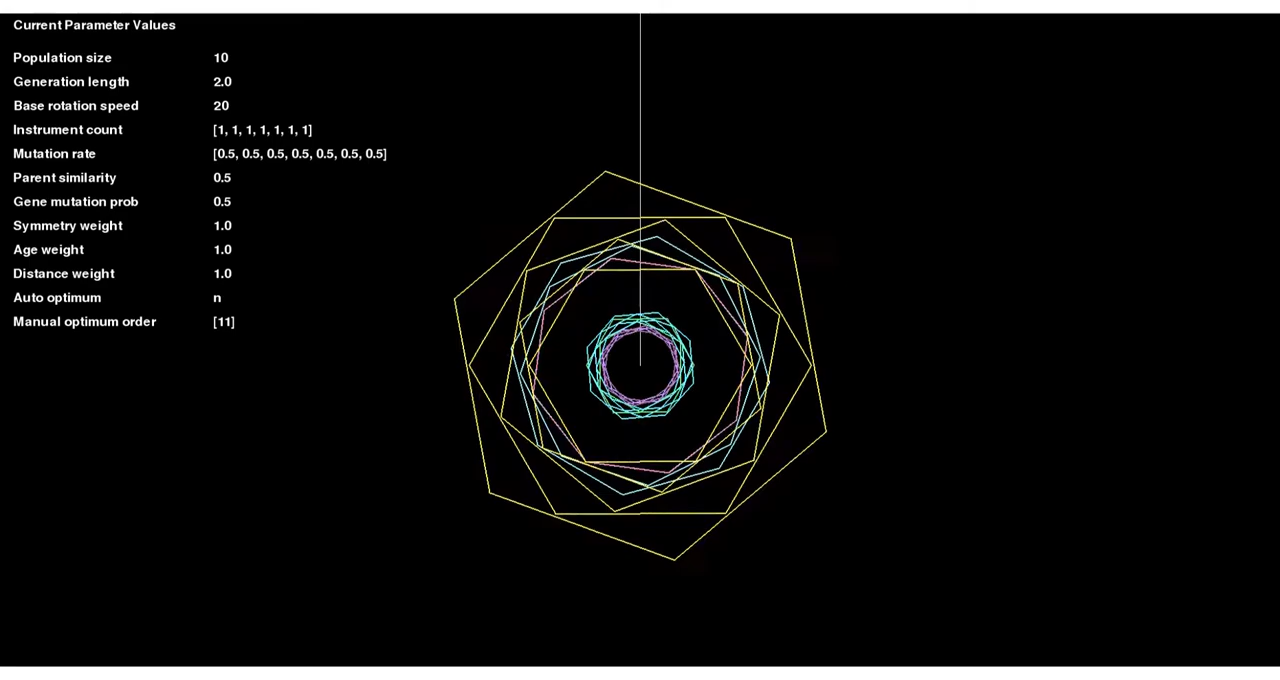 Current Parameter Values
Population size 10
Generation length 2.0
Base rotation speed 20
Instrument count [1, 1, 1, 1, 1, 1, 1]
Mutation rate [0.5, 0.5, 0.5, 0.5, 0.5, 0.5, 0.5]
Parent similarity 0.5
Gene mutation prob 0.5
Symmetry weight 1.0
Age weight 1.0
Distance weight 1.0
Auto optimum n
Manual optimum order [11]